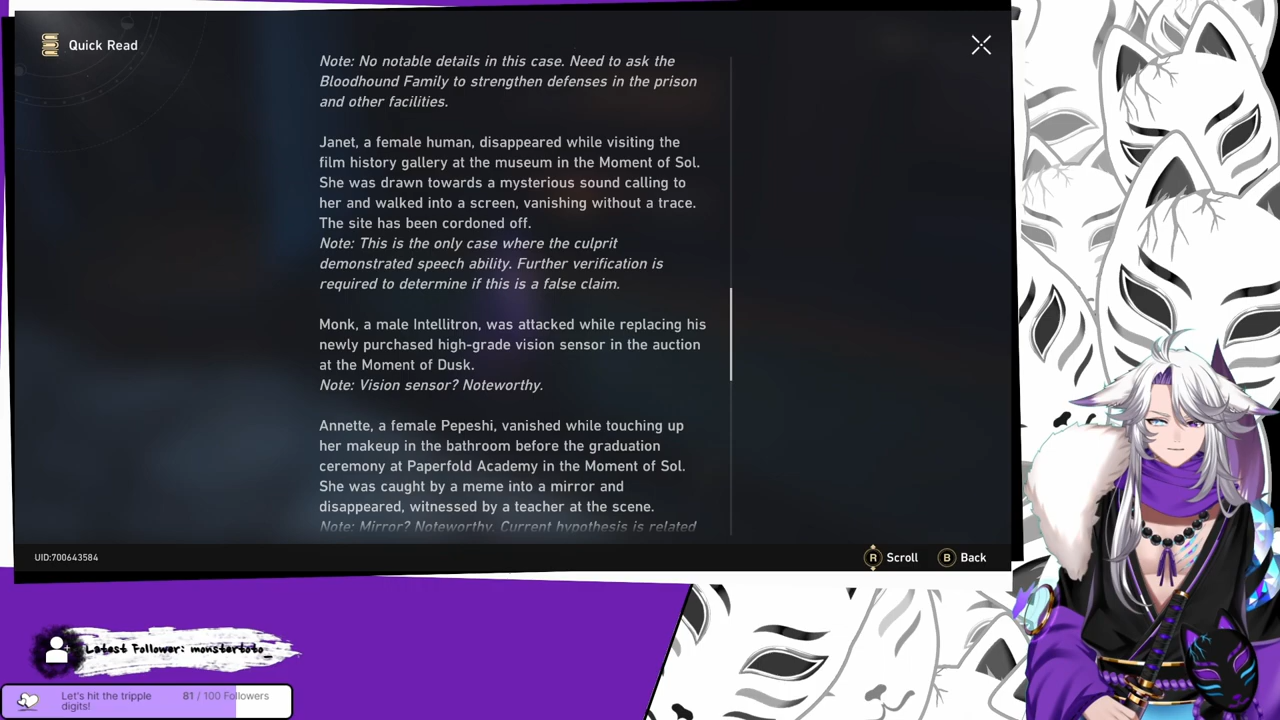 Quick Read
Note: No notable details in this case. Need to ask the
Bloodhound Family to strengthen defenses in the prison
and other facilities.
Janet, a female human, disappeared while visiting the
film history gallery at the museum in the Moment of Sol.
She was drawn towards a mysterious sound calling to
her and walked into a screen, vanishing without a trace.
The site has been cordoned off.
Note: This is the only case where the culprit
demonstrated speech ability. Further verification is
required to determine if this is a false claim.
Monk, a male Intellitron, was attacked while replacing his
newly purchased high-grade vision sensor in the auction
at the Moment of Dusk.
Note: Vision sensor? Noteworthy.
Annette, a female Pepeshi, vanished while touching up
her makeup in the bathroom before the graduation
ceremony at Paperfold Academy in the Moment of Sol.
She was caught by a meme into a mirror and
disappeared, witnessed by a teacher at the scene.
Note: Mirror? Noteworthy. Current hypothesis is related
UID:700643584
R Scroll B Back
Latest Follower: monstertoto_
Let's hit the tripple
digits!
81 / 100 Followers